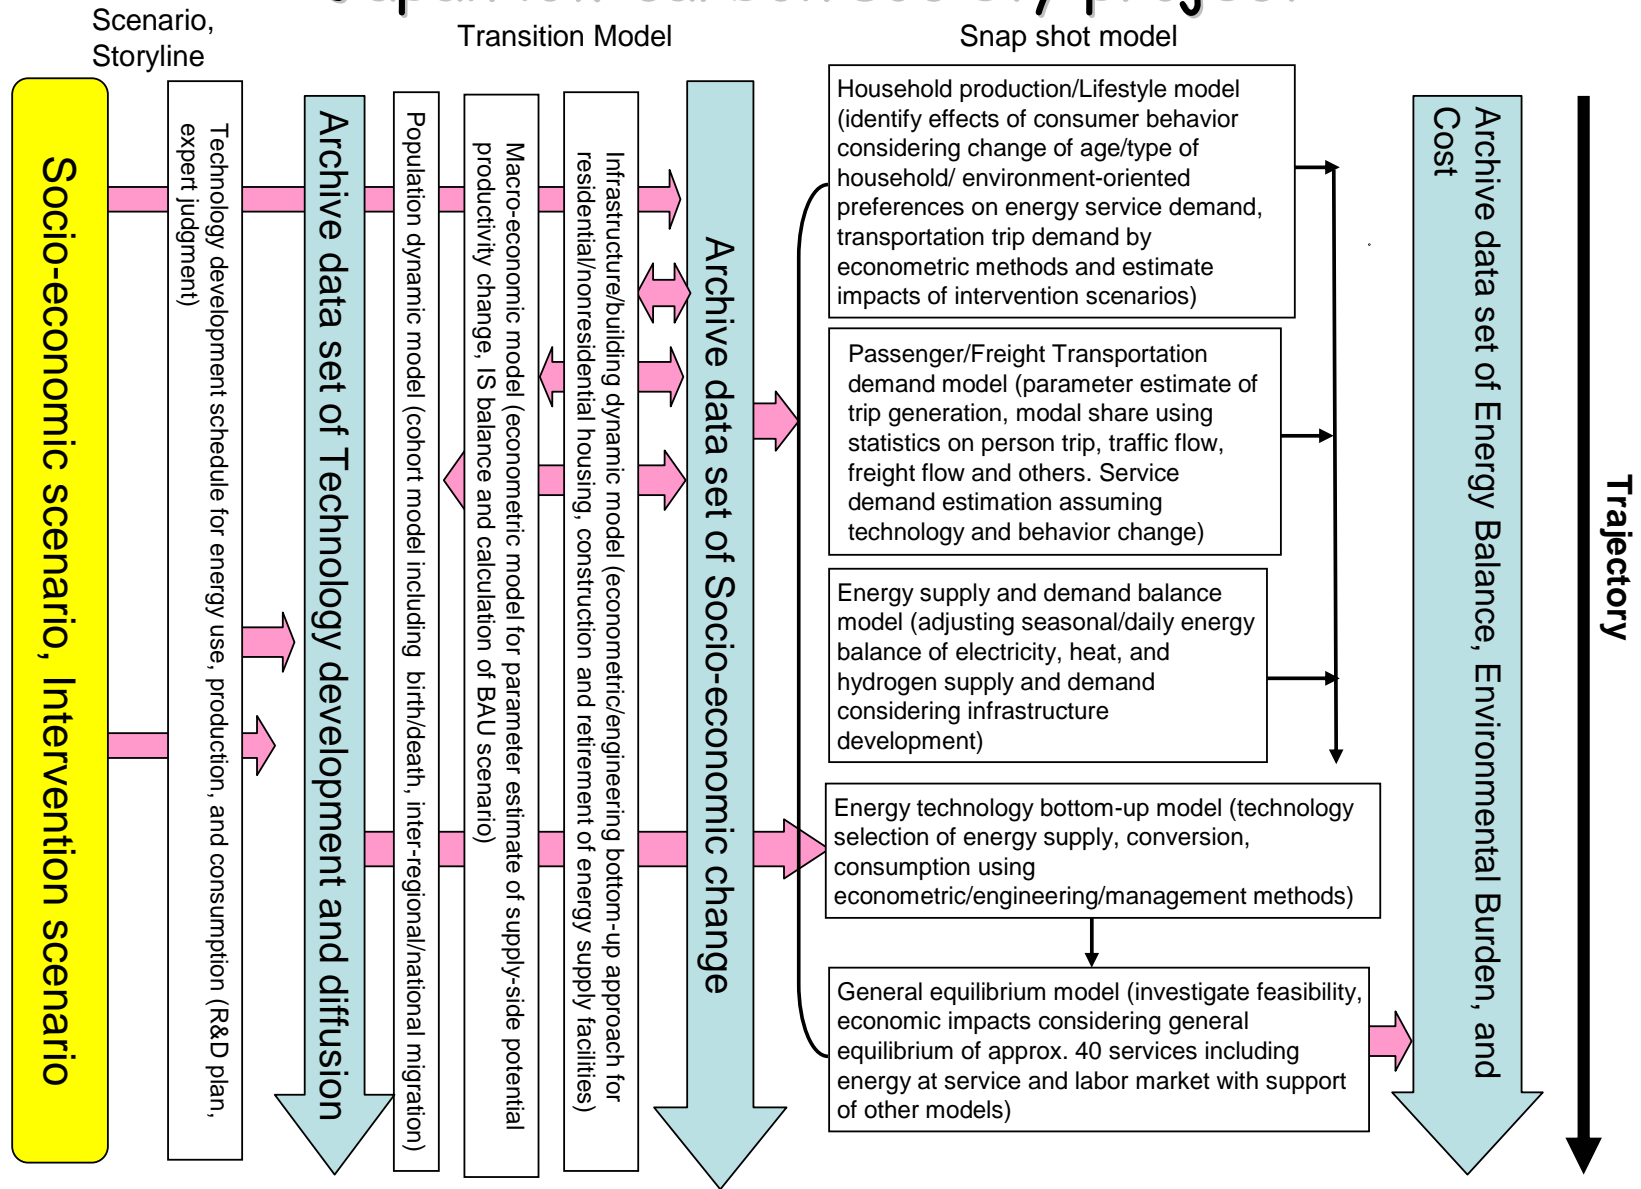 Japan low carbon society project
Scenario,
Storyline
Transition Model
Snap shot model
Socio-economic scenario, Intervention scenario
Technology development schedule for energy use, production, and consumption (R&D plan,
expert judgment)
Archive data set of Technology development and diffusion
Population dynamic model (cohort model including birth/death, inter-regional/national migration)
Macro-economic model (econometric model for parameter estimate of supply-side potential
productivity change, IS balance and calculation of BAU scenario)
Infrastructure/building dynamic model (econometric/engineering bottom-up approach for
residential/nonresidential housing, construction and retirement of energy supply facilities)
Archive data set of Socio-economic change
Household production/Lifestyle model
(identify effects of consumer behavior
considering change of age/type of
household/ environment-oriented
preferences on energy service demand,
transportation trip demand by
econometric methods and estimate
impacts of intervention scenarios)
Passenger/Freight Transportation
demand model (parameter estimate of
trip generation, modal share using
statistics on person trip, traffic flow,
freight flow and others. Service
demand estimation assuming
technology and behavior change)
Energy supply and demand balance
model (adjusting seasonal/daily energy
balance of electricity, heat, and
hydrogen supply and demand
considering infrastructure
development)
Energy technology bottom-up model (technology
selection of energy supply, conversion,
consumption using
econometric/engineering/management methods)
General equilibrium model (investigate feasibility,
economic impacts considering general
equilibrium of approx. 40 services including
energy at service and labor market with support
of other models)
Archive data set of Energy Balance, Environmental Burden, and
Cost
Trajectory